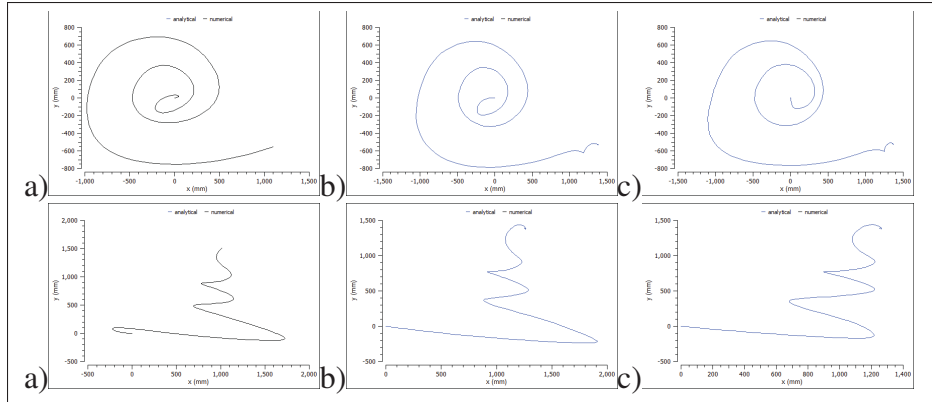 analytical numerical
800
600
400
200
0
-200
-400
-600
-800
y (mm)
-1,000 -500 0 500 1,000 1,500
x (mm)
a)
analytical numerical
800
600
400
200
0
-200
-400
-600
-800
y (mm)
-1,500 -1,000 -500 0 500 1,000 1,500
x (mm)
b)
analytical numerical
800
600
400
200
0
-200
-400
-600
-800
y (mm)
-1,500 -1,000 -500 0 500 1,000 1,500
x (mm)
c)
analytical numerical
2,000
1,500
1,000
500
0
-500
y (mm)
-500 0 500 1,000 1,500 2,000
x (mm)
a)
analytical numerical
1,500
1,000
500
0
-500
y (mm)
0 500 1,000 1,500 2,000
x (mm)
b)
analytical numerical
1,500
1,000
500
0
-500
y (mm)
0 200 400 600 800 1,000 1,200 1,400
x (mm)
c)